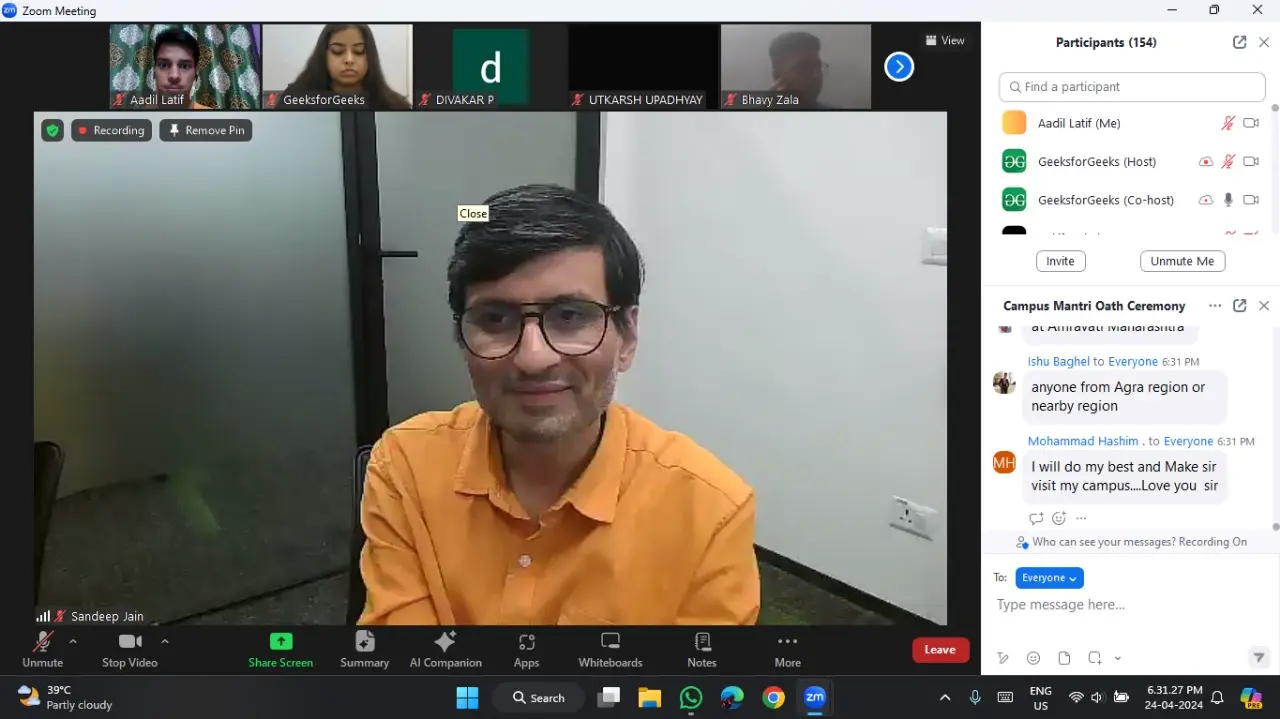 Zoom Meeting
Aadil Latif
GeeksforGeeks
d
DIVAKAR P
UTKARSH UPADHYAY
Bhavy Zala
View
Recording
Remove Pin
Close
Sandeep Jain
Participants (154)
Find a participant
Aadil Latif (Me)
GeeksforGeeks (Host)
GeeksforGeeks (Co-host)
Invite
Unmute Me
Campus Mantri Oath Ceremony
at Amravati Maharashtra
Ishu Baghel to Everyone 6:31 PM
anyone from Agra region or
nearby region
Mohammad Hashim . to Everyone 6:31 PM
MH
I will do my best and Make sir
visit my campus....Love you sir
Who can see your messages? Recording On
To: Everyone
Type message here...
Unmute
Stop Video
Share Screen
Summary
AI Companion
Apps
Whiteboards
Notes
More
Leave
39°C
Partly cloudy
Search
zm
ENG
US
6.31.27 PM
24-04-2024
PRE